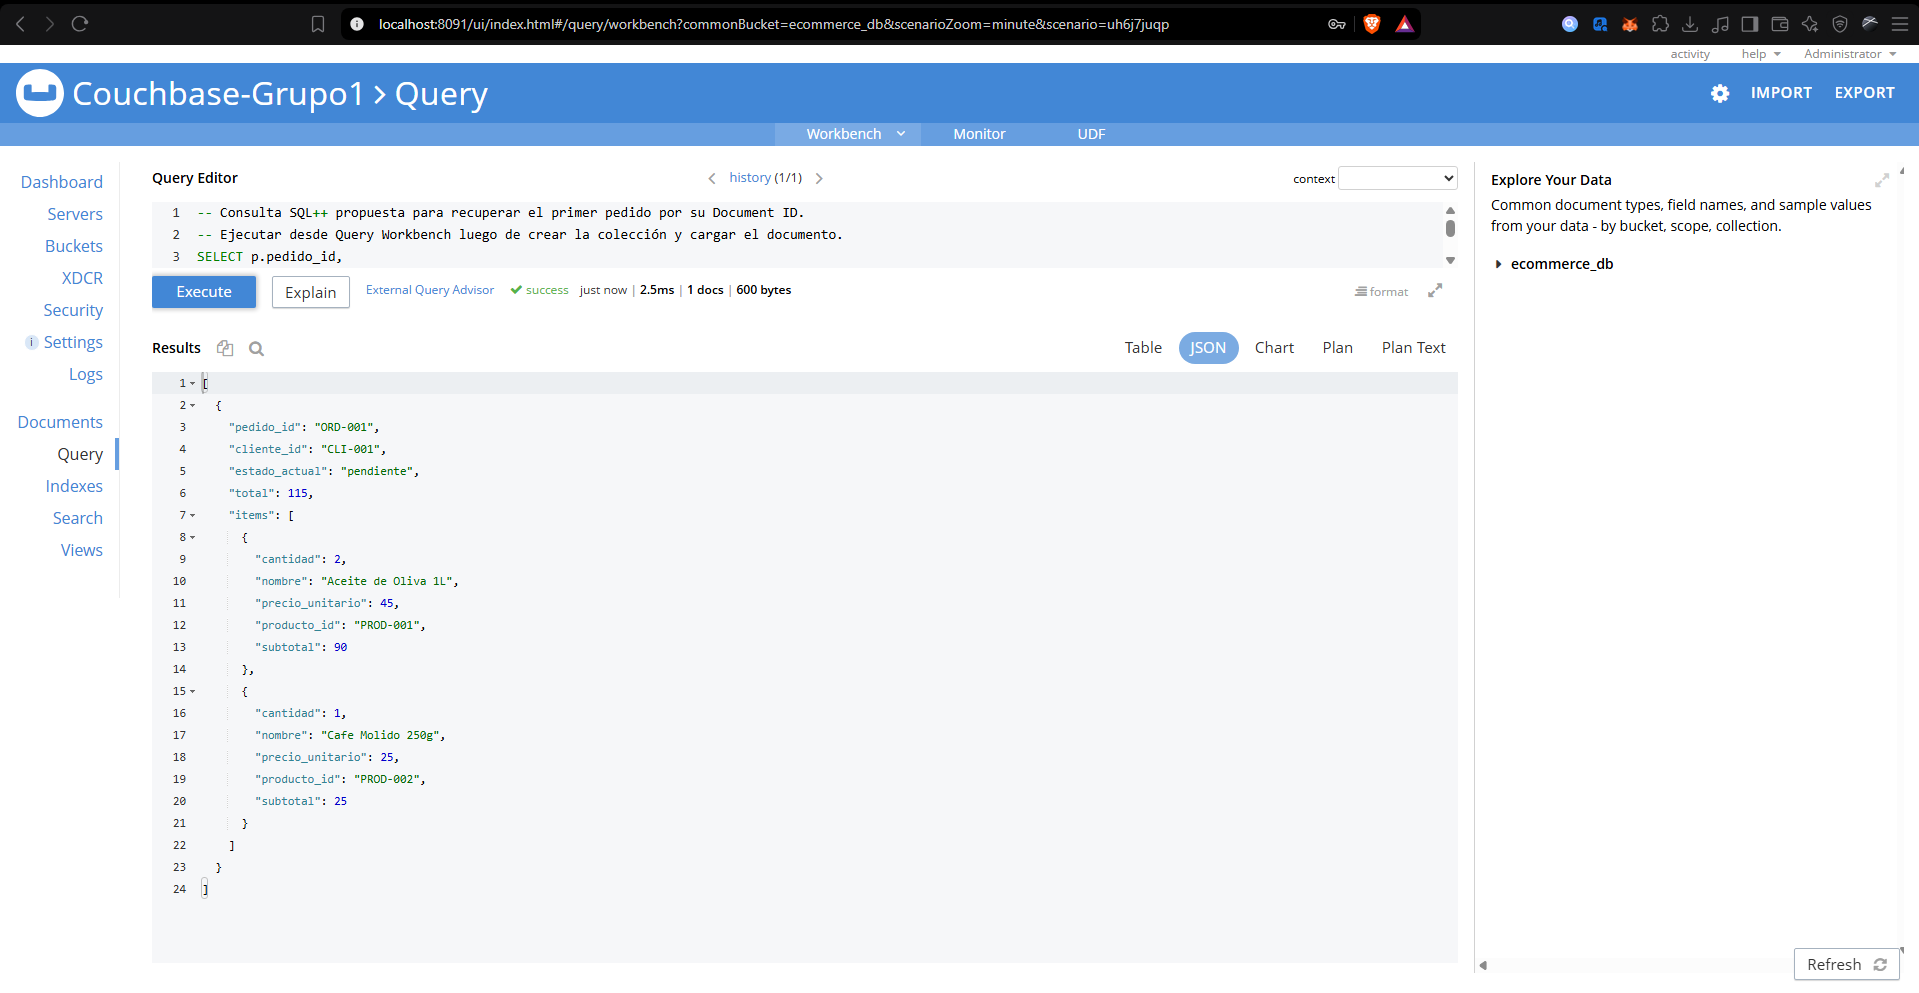 localhost:8091/ui/index.html#/query/workbench?commonBucket=ecommerce_db&scenarioZoom=minute&scenario=uh6j7juqp
activity help Administrator
Couchbase-Grupo1 > Query
IMPORT EXPORT
Workbench Monitor UDF
Dashboard
Servers
Buckets
XDCR
Security
Settings
Logs
Documents
Query
Indexes
Search
Views
Query Editor
history (1/1)
context
1 -- Consulta SQL++ propuesta para recuperar el primer pedido por su Document ID.
2 -- Ejecutar desde Query Workbench luego de crear la colección y cargar el documento.
3 SELECT p.pedido_id,
Execute Explain External Query Advisor success just now | 2.5ms | 1 docs | 600 bytes
format
Results
Table JSON Chart Plan Plan Text
1 [
2 {
3 "pedido_id": "ORD-001",
4 "cliente_id": "CLI-001",
5 "estado_actual": "pendiente",
6 "total": 115,
7 "items": [
8 {
9 "cantidad": 2,
10 "nombre": "Aceite de Oliva 1L",
11 "precio_unitario": 45,
12 "producto_id": "PROD-001",
13 "subtotal": 90
14 },
15 {
16 "cantidad": 1,
17 "nombre": "Cafe Molido 250g",
18 "precio_unitario": 25,
19 "producto_id": "PROD-002",
20 "subtotal": 25
21 }
22 ]
23 }
24 ]
Explore Your Data
Common document types, field names, and sample values
from your data - by bucket, scope, collection.
ecommerce_db
Refresh